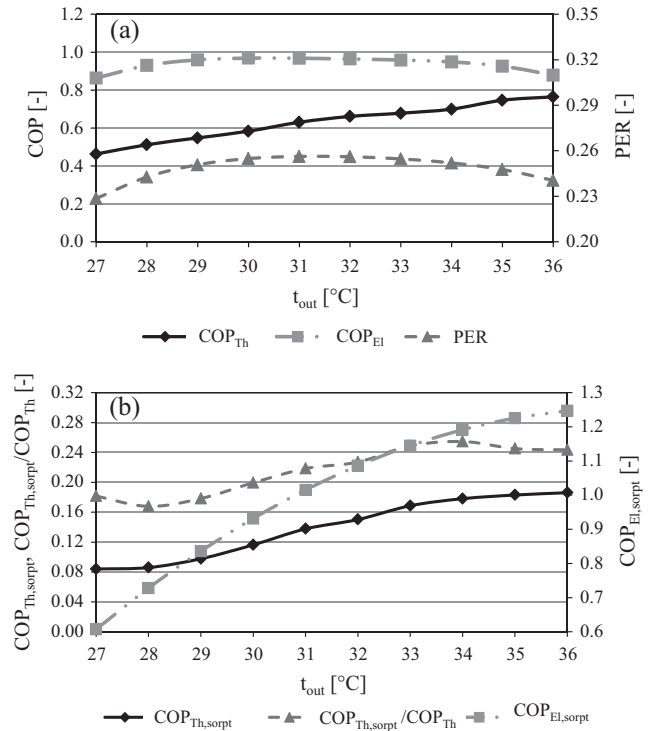 (a)
COP [-]
1.2
1.0
0.8
0.6
0.4
0.2
0.0
PER [-]
0.35
0.32
0.29
0.26
0.23
0.20
27 28 29 30 31 32 33 34 35 36
t_out [°C]
COP_Th COP_El PER
(b)
COP_Th,sorpt, COP_Th,sorpt/COP_Th [-]
0.32
0.28
0.24
0.20
0.16
0.12
0.08
0.04
0.00
COP_El,sorpt [-]
1.3
1.2
1.1
1.0
0.9
0.8
0.7
0.6
27 28 29 30 31 32 33 34 35 36
t_out [°C]
COP_Th,sorpt COP_Th,sorpt/COP_Th COP_El,sorpt